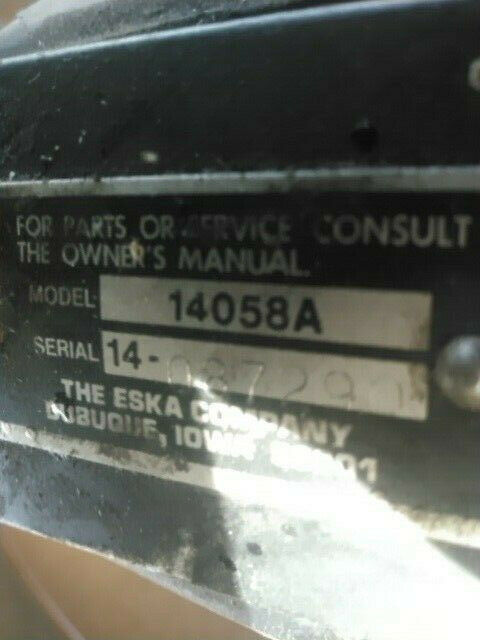 FOR PARTS OR SERVICE CONSULT
THE OWNER'S MANUAL.
MODEL 14058A
SERIAL 14-
THE ESKA COMPANY
DUBUQUE, IOWA